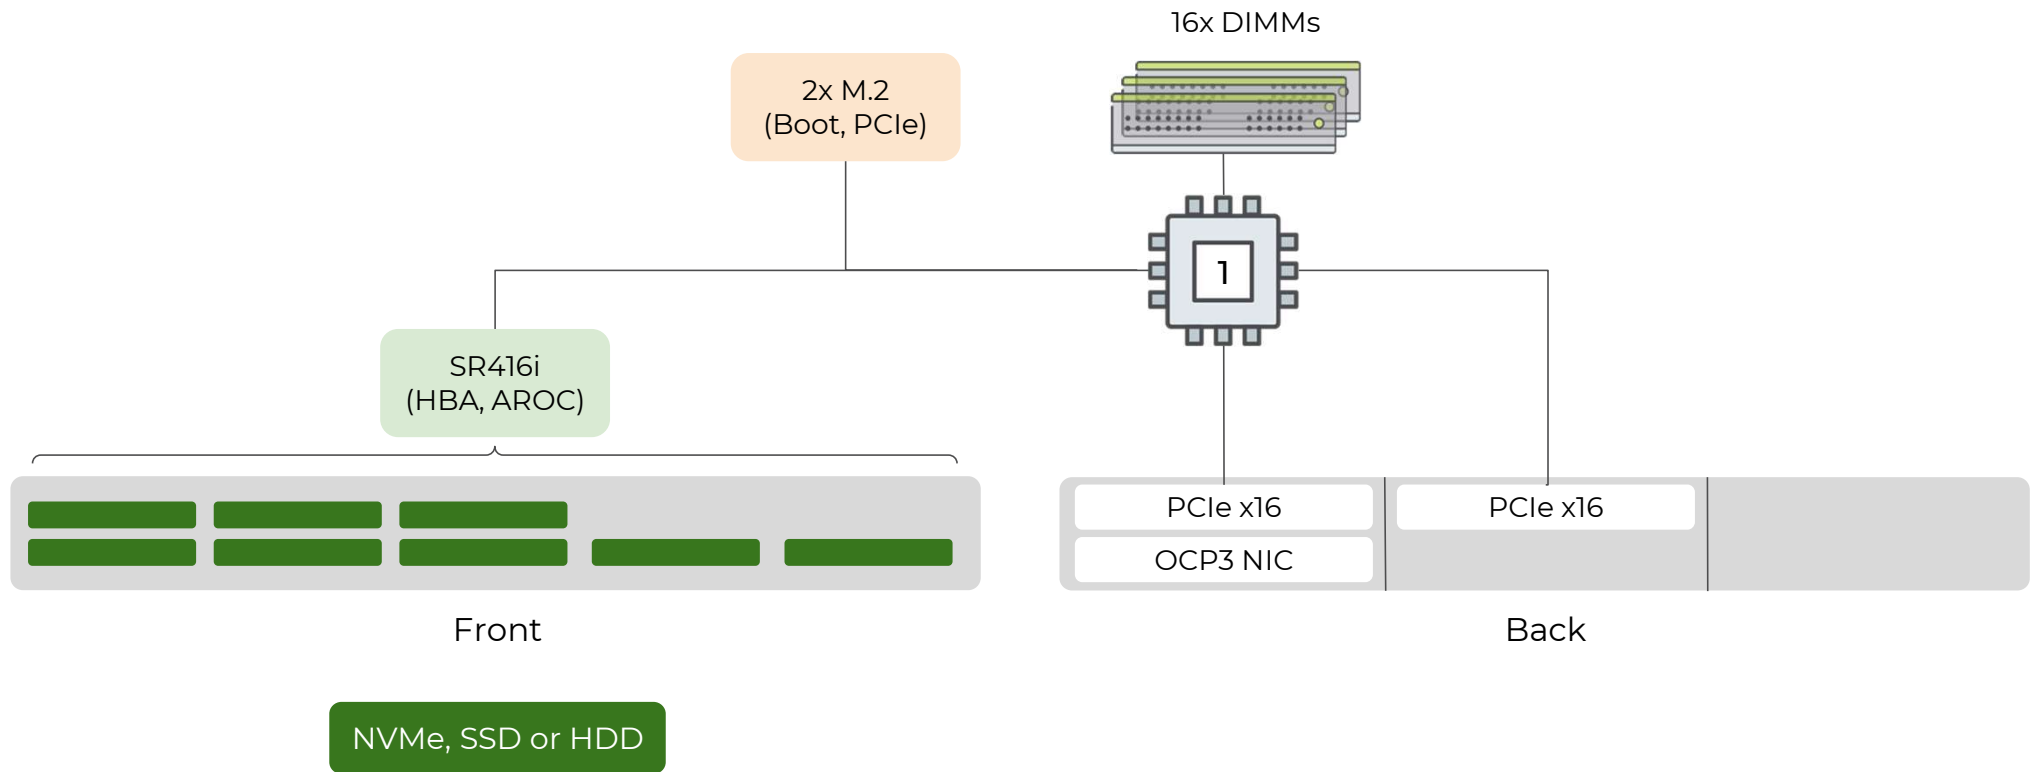 16x DIMMs
2x M.2
(Boot, PCIe)
1
SR416i
(HBA, AROC)
PCIe x16
PCIe x16
OCP3 NIC
Front
Back
NVMe, SSD or HDD